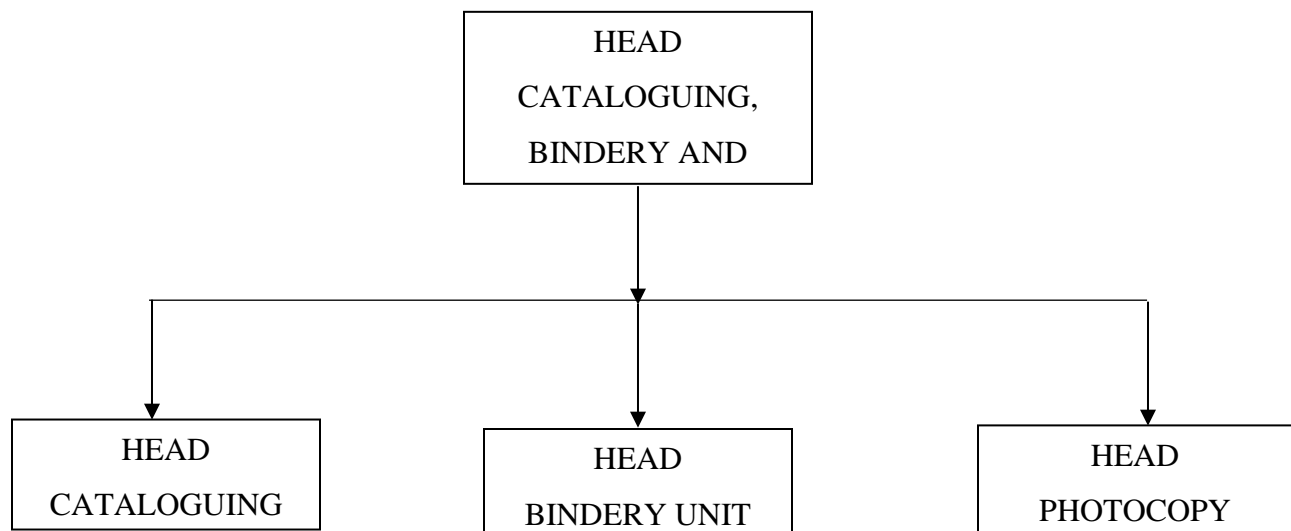 HEAD
CATALOGUING,
BINDERY AND
HEAD
CATALOGUING
HEAD
BINDERY UNIT
HEAD
PHOTOCOPY